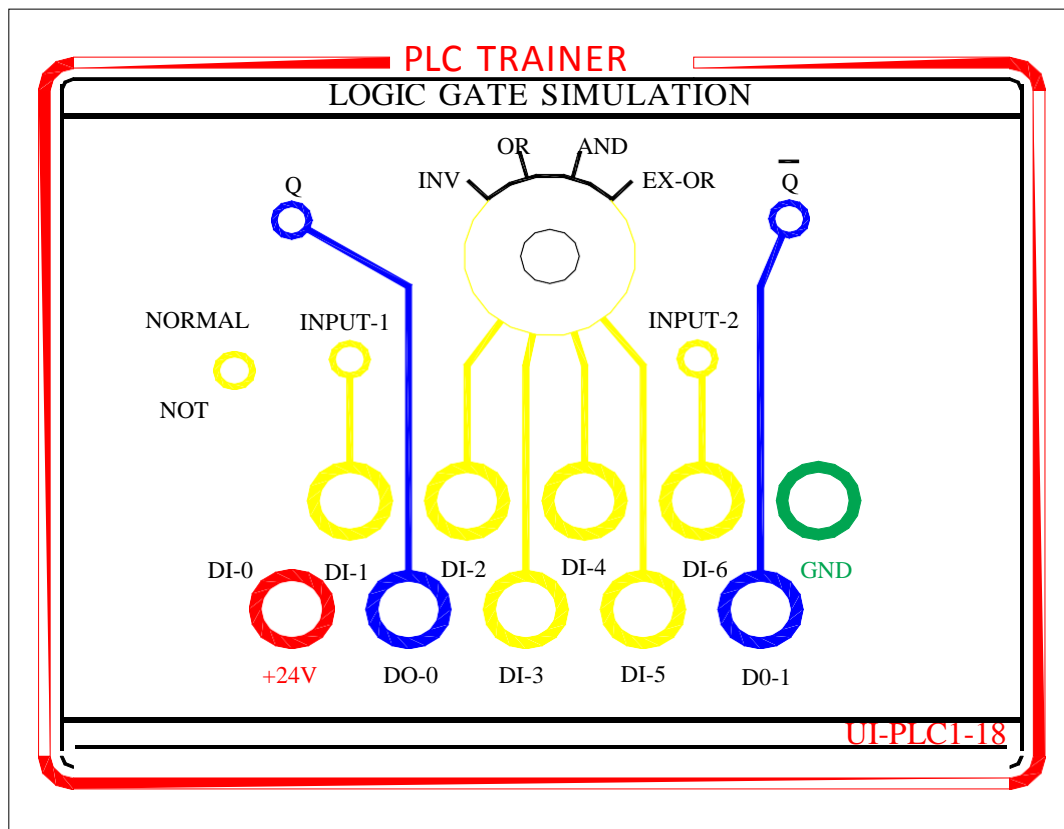 PLC TRAINER
LOGIC GATE SIMULATION
OR AND
INV EX-OR
Q Q̅
NORMAL INPUT-1 INPUT-2
NOT
DI-0 DI-1 DI-2 DI-4 DI-6 GND
+24V DO-0 DI-3 DI-5 D0-1
UI-PLC1-18